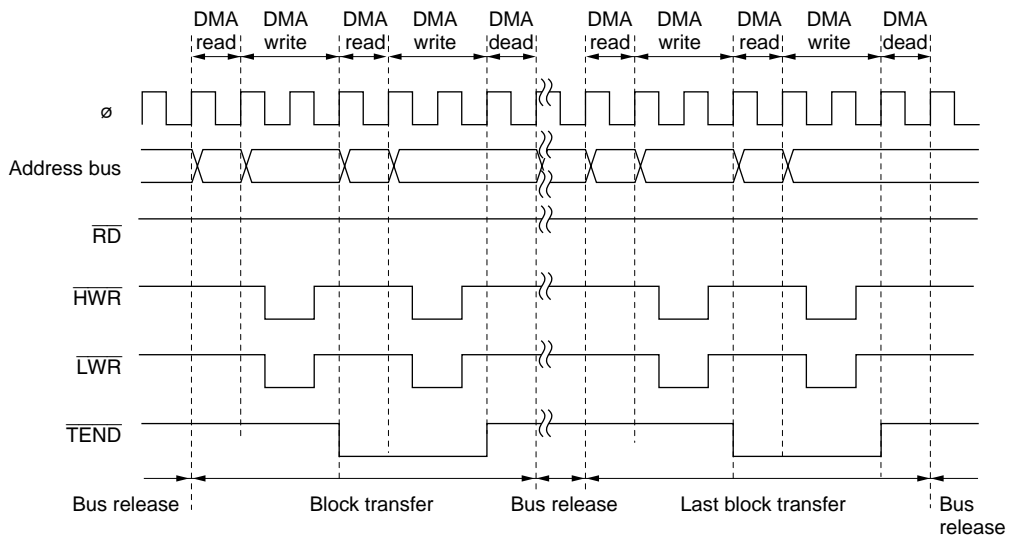 DMA read DMA write DMA read DMA write DMA dead DMA read DMA write DMA read DMA write DMA dead
ø
Address bus
RD
HWR
LWR
TEND
Bus release Block transfer Bus release Last block transfer Bus release